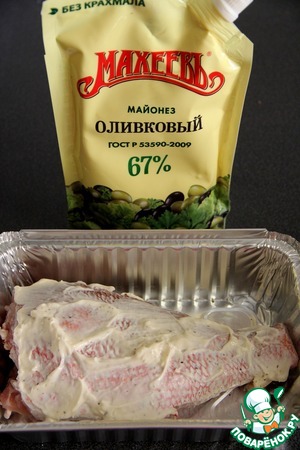 БЕЗ КРАХМАЛА
МАХЕЕВЪ
МАЙОНЕЗ
ОЛИВКОВЫЙ
ГОСТ Р 53590-2009
67%
ПОВАРЁНОК.РУ